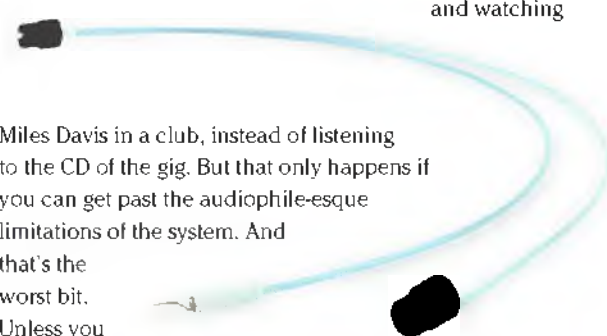 and watching
Miles Davis in a club, instead of listening
to the CD of the gig. But that only happens if
you can get past the audiophile-esque
limitations of the system. And
that's the
worst bit.
Unless you